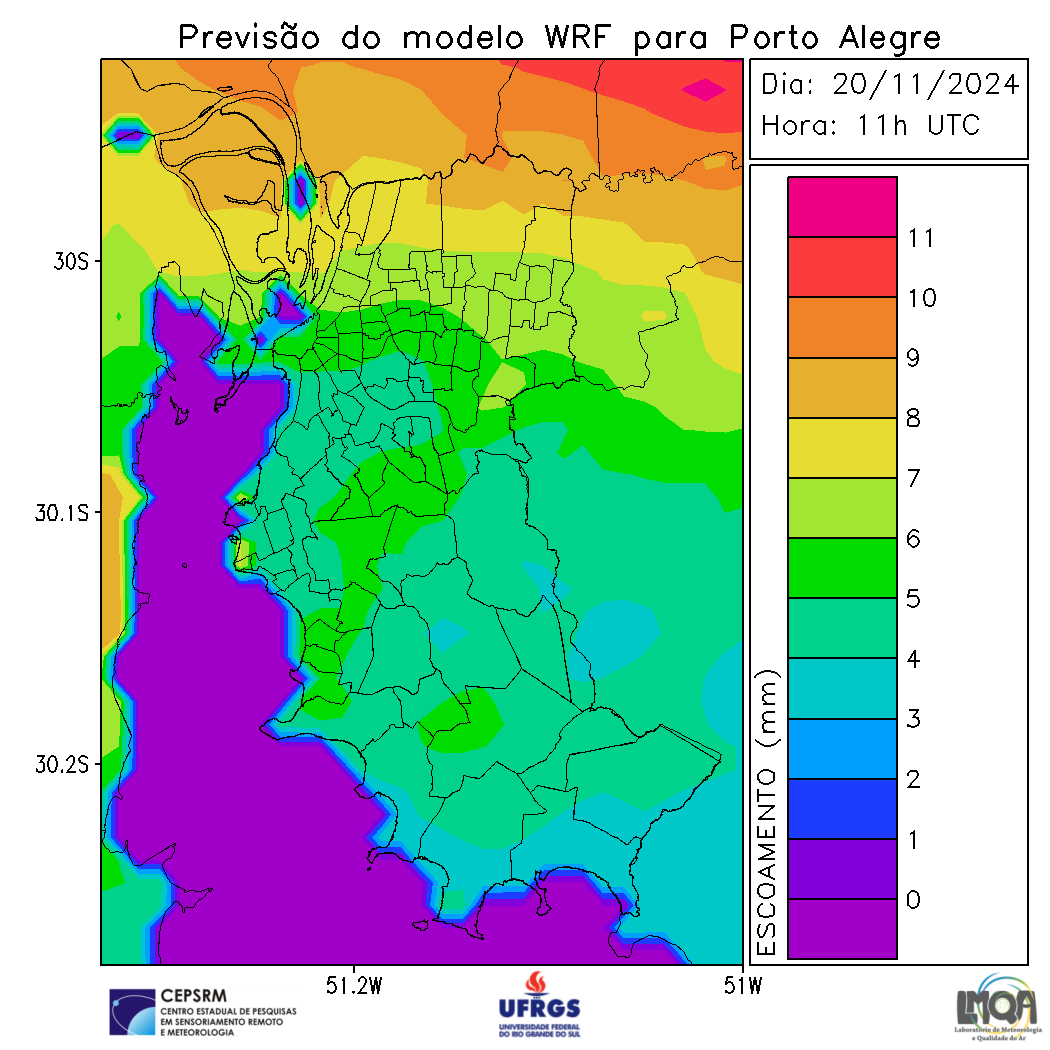 Previsão do modelo WRF para Porto Alegre
Dia: 20/11/2024
Hora: 11h UTC
30S
30.1S
30.2S
51.2W
51W
ESCOAMENTO (mm)
11
10
9
8
7
6
5
4
3
2
1
0
CEPSRM
CENTRO ESTADUAL DE PESQUISAS
EM SENSORIAMENTO REMOTO
E METEOROLOGIA
UFRGS
UNIVERSIDADE FEDERAL
DO RIO GRANDE DO SUL
LMQA
Laboratório de Meteorologia
e Qualidade do Ar